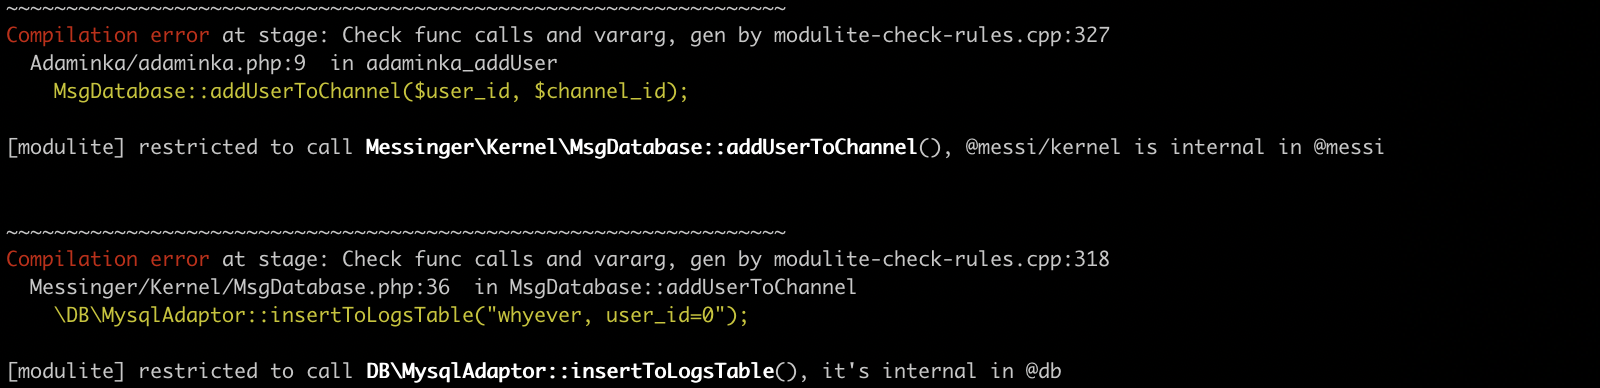 ~~~~~~~~~~~~~~~~~~~~~~~~~~~~~~~~~~~~~~~~~~~~~~~~~~~~~~~~~~~~~~~~~
Compilation error at stage: Check func calls and vararg, gen by modulite-check-rules.cpp:327
  Adaminka/adaminka.php:9  in adaminka_addUser
    MsgDatabase::addUserToChannel($user_id, $channel_id);
[modulite] restricted to call Messinger\Kernel\MsgDatabase::addUserToChannel(), @messi/kernel is internal in @messi
~~~~~~~~~~~~~~~~~~~~~~~~~~~~~~~~~~~~~~~~~~~~~~~~~~~~~~~~~~~~~~~~~
Compilation error at stage: Check func calls and vararg, gen by modulite-check-rules.cpp:318
  Messinger/Kernel/MsgDatabase.php:36  in MsgDatabase::addUserToChannel
    \DB\MysqlAdaptor::insertToLogsTable("whyever, user_id=0");
[modulite] restricted to call DB\MysqlAdaptor::insertToLogsTable(), it's internal in @db